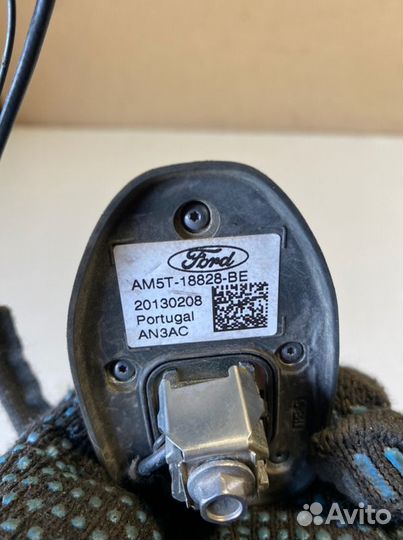 Ford
AM5T-18828-BE
20130208
Portugal
AN3AC
Avito